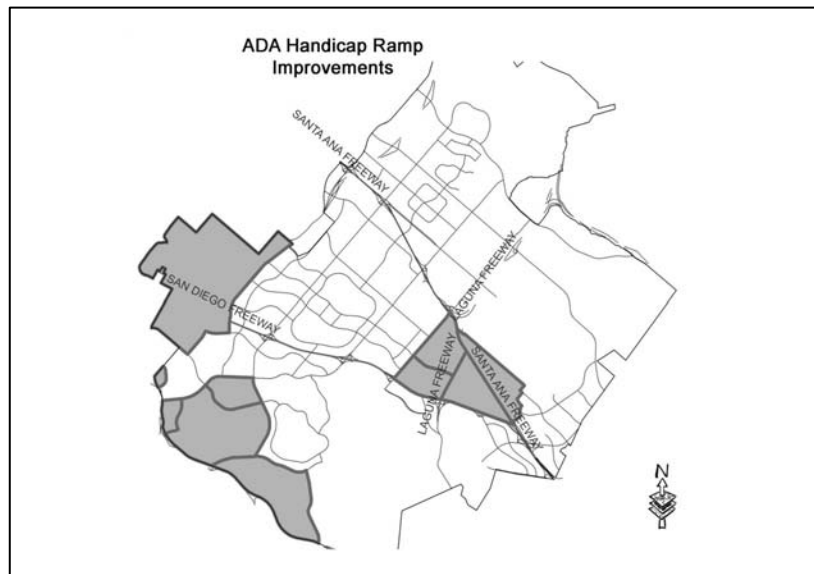 ADA Handicap Ramp
Improvements
SANTA ANA FREEWAY
LAGUNA FREEWAY
SAN DIEGO FREEWAY
LAGUNA FREEWAY
SANTA ANA FREEWAY
N